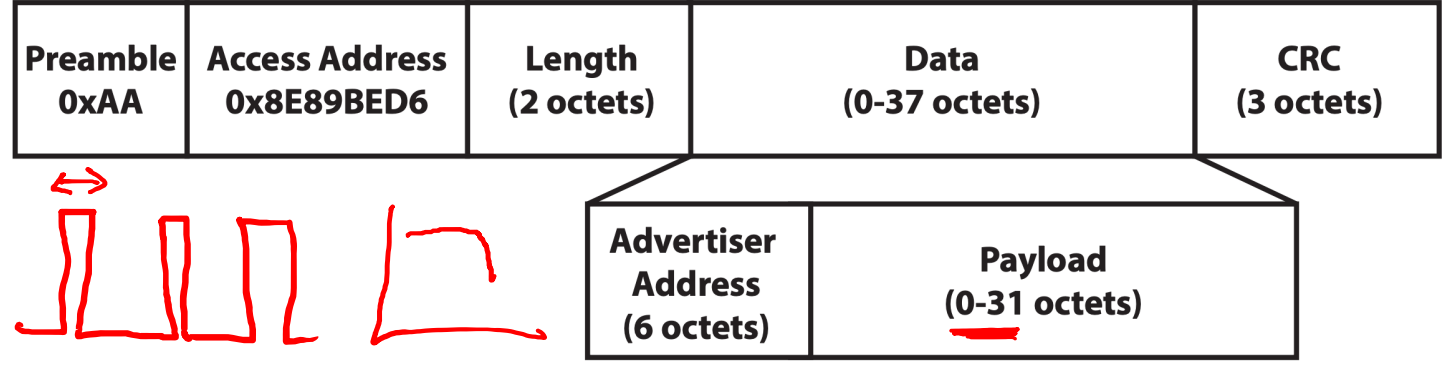 Preamble
0xAA
Access Address
0x8E89BED6
Length
(2 octets)
Data
(0-37 octets)
CRC
(3 octets)
Advertiser
Address
(6 octets)
Payload
(0-31 octets)